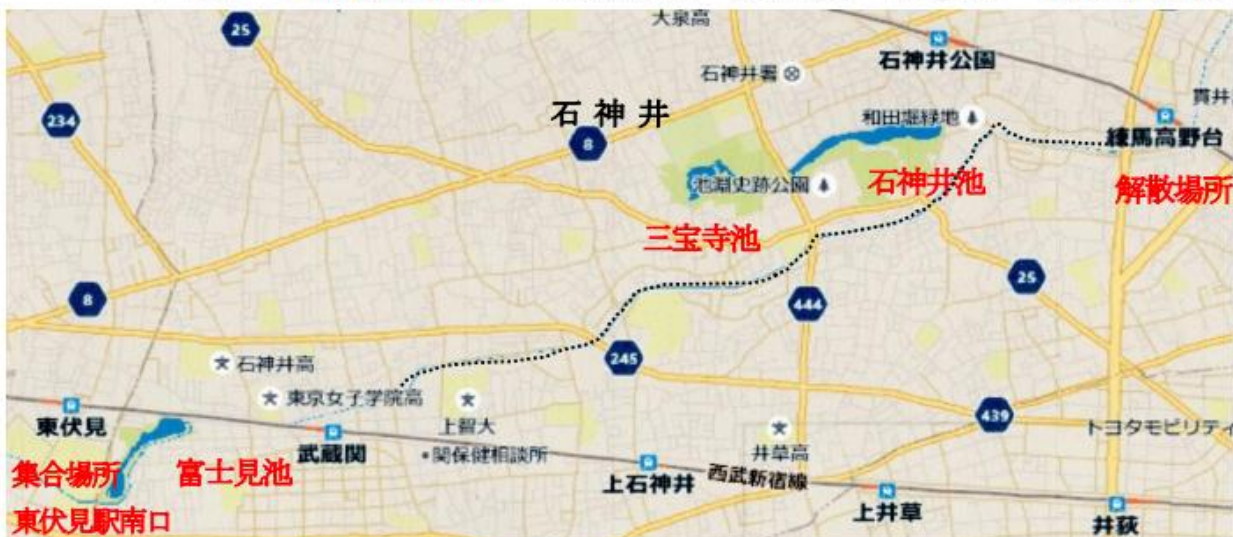 大泉高
25
石神井公園
石神井署
貫井
234
石神井
8
和田堀緑地
練馬高野台
池淵史跡公園
石神井池
解散場所
三宝寺池
25
8
444
石神井高
245
東京女子学院高
上智大
439
東伏見
武蔵関
関保健相談所
井草高
トヨタモビリティ
集合場所
富士見池
上石神井
西武新宿線
上井草
井荻
東伏見駅南口